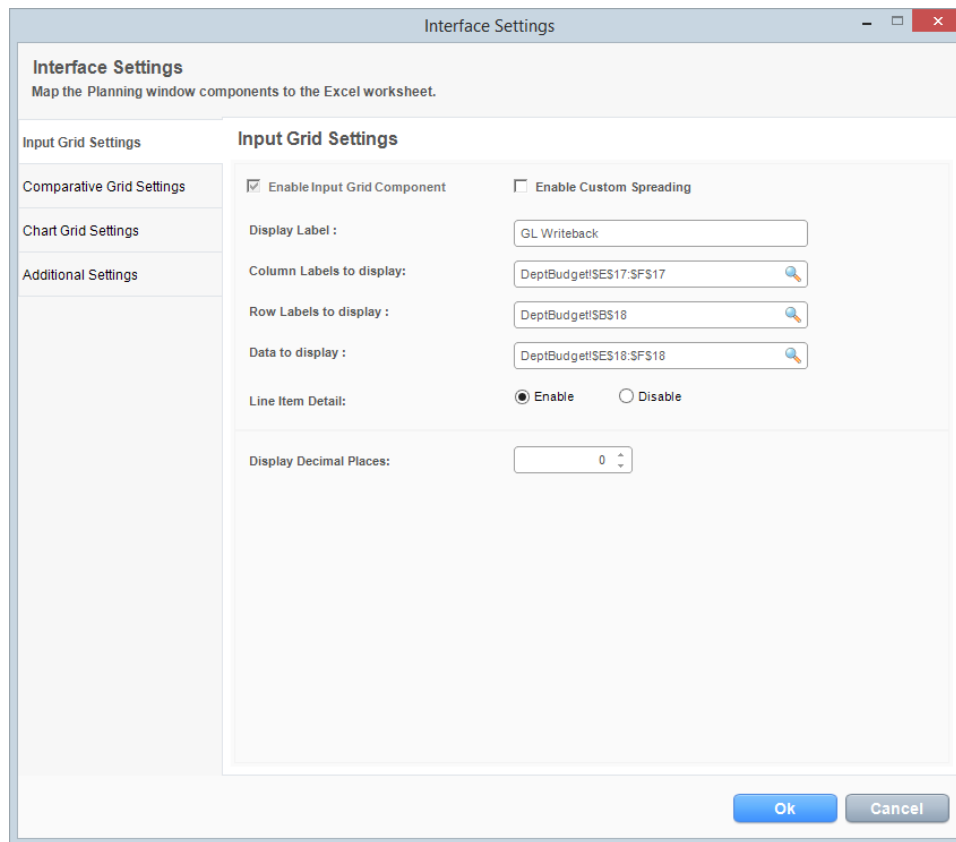 Interface Settings
Interface Settings
Map the Planning window components to the Excel worksheet.
Input Grid Settings
Comparative Grid Settings
Chart Grid Settings
Additional Settings
Input Grid Settings
Enable Input Grid Component
Enable Custom Spreading
Display Label :
GL Writeback
Column Labels to display:
DeptBudget!$E$17:$F$17
Row Labels to display :
DeptBudget!$B$18
Data to display :
DeptBudget!$E$18:$F$18
Line Item Detail:
Enable
Disable
Display Decimal Places:
0
Ok
Cancel